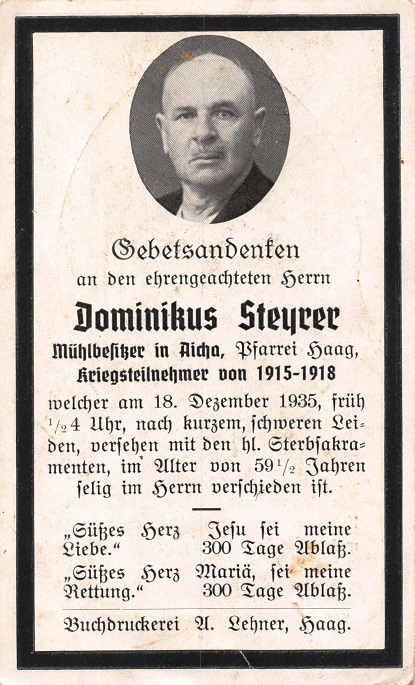 Gebetsandenken
an den ehrengeachteten Herrn
Dominikus Steyrer
Mühlbesitzer in Aicha, Pfarrei Haag,
Kriegsteilnehmer von 1915-1918
welcher am 18. Dezember 1935, früh
1/24 Uhr, nach kurzem, schweren Lei=
den, versehen mit den hl. Sterbsakra=
menten, im Alter von 59 1/2 Jahren
selig im Herrn verschieden ist.
„Süßes Herz Jesu sei meine
Liebe.“ 300 Tage Ablaß.
„Süßes Herz Mariä, sei meine
Rettung.“ 300 Tage Ablaß.
Buchdruckerei A. Lehner, Haag.